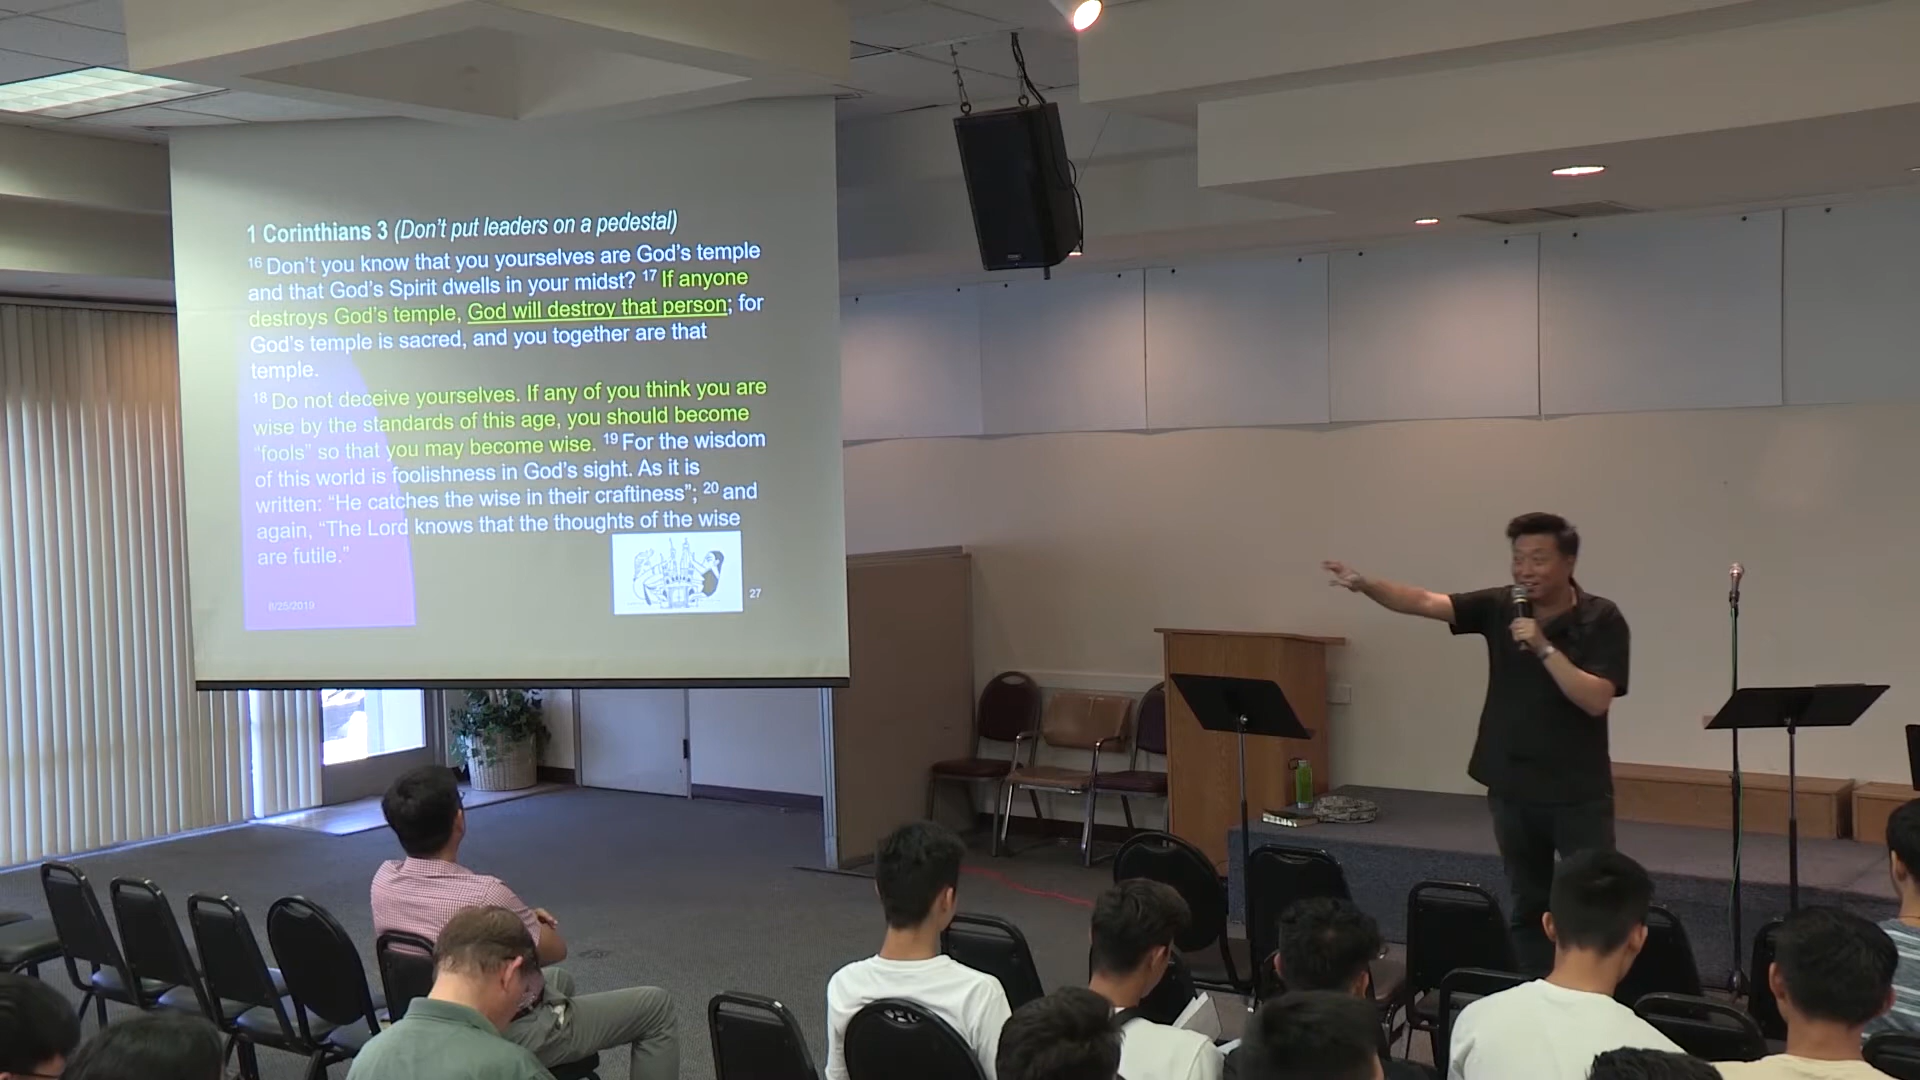 1 Corinthians 3 (Don't put leaders on a pedestal)
16 Don't you know that you yourselves are God's temple
and that God's Spirit dwells in your midst? 17 If anyone
destroys God's temple, God will destroy that person; for
God's temple is sacred, and you together are that
temple.
18 Do not deceive yourselves. If any of you think you are
wise by the standards of this age, you should become
“fools” so that you may become wise. 19 For the wisdom
of this world is foolishness in God's sight. As it is
written: “He catches the wise in their craftiness”; 20 and
again, “The Lord knows that the thoughts of the wise
are futile.”
8/25/2019
27